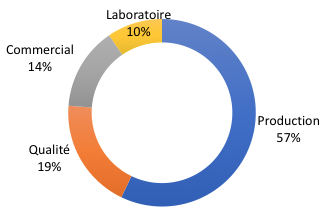 Laboratoire
10%
Commercial
14%
Production
57%
Qualité
19%